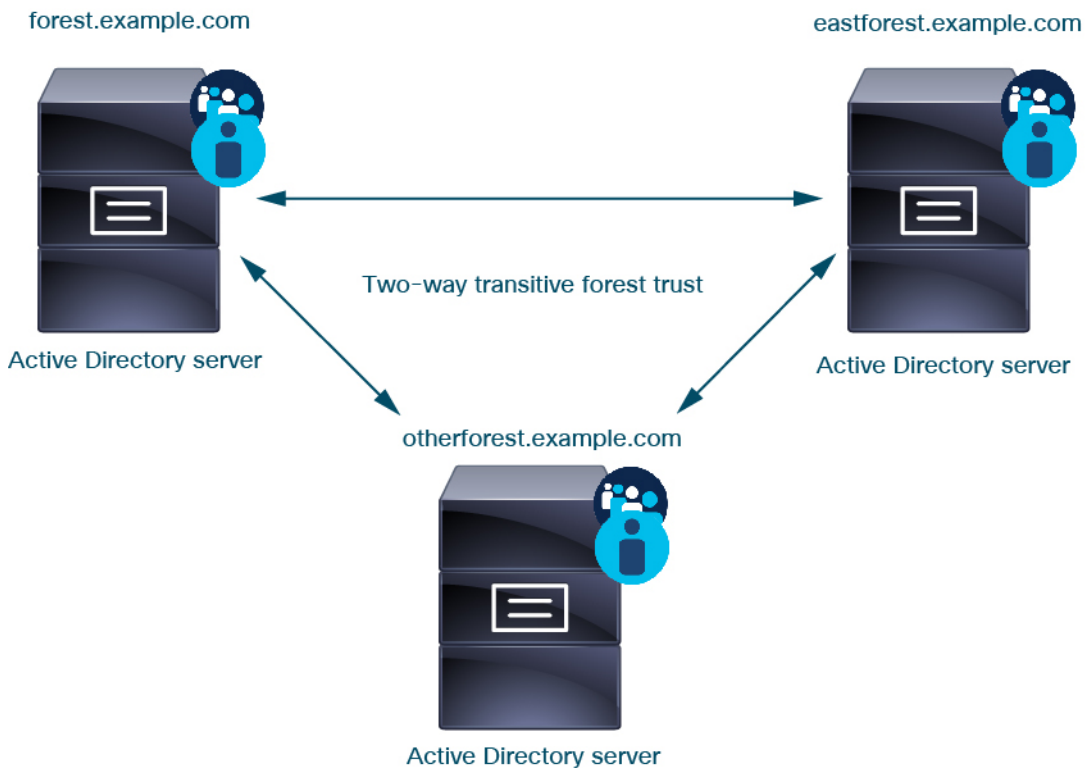 forest.example.com
eastforest.example.com
Two-way transitive forest trust
Active Directory server
Active Directory server
otherforest.example.com
Active Directory server